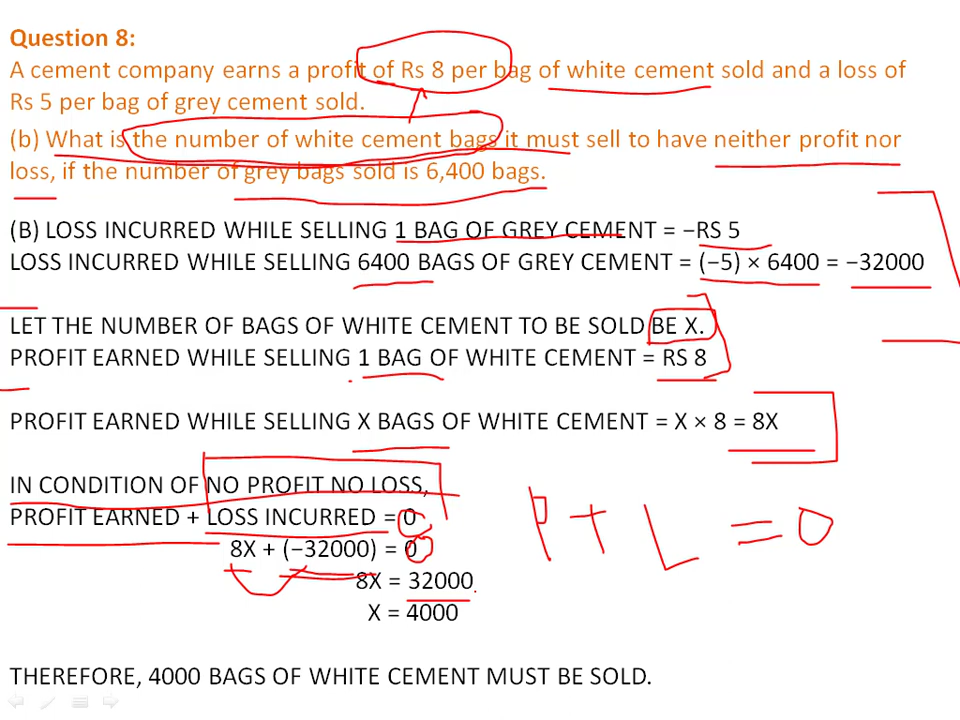 Question 8:
A cement company earns a profit of Rs 8 per bag of white cement sold and a loss of
Rs 5 per bag of grey cement sold.
(b) What is the number of white cement bags it must sell to have neither profit nor
loss, if the number of grey bags sold is 6,400 bags.
(B) LOSS INCURRED WHILE SELLING 1 BAG OF GREY CEMENT = −RS 5
LOSS INCURRED WHILE SELLING 6400 BAGS OF GREY CEMENT = (−5) × 6400 = −32000
LET THE NUMBER OF BAGS OF WHITE CEMENT TO BE SOLD BE X.
PROFIT EARNED WHILE SELLING 1 BAG OF WHITE CEMENT = RS 8
PROFIT EARNED WHILE SELLING X BAGS OF WHITE CEMENT = X × 8 = 8X
IN CONDITION OF NO PROFIT NO LOSS,
PROFIT EARNED + LOSS INCURRED = 0
8
P + L = 0
8X + (−32000) = 0
8X = 32000
X = 4000
THEREFORE, 4000 BAGS OF WHITE CEMENT MUST BE SOLD.